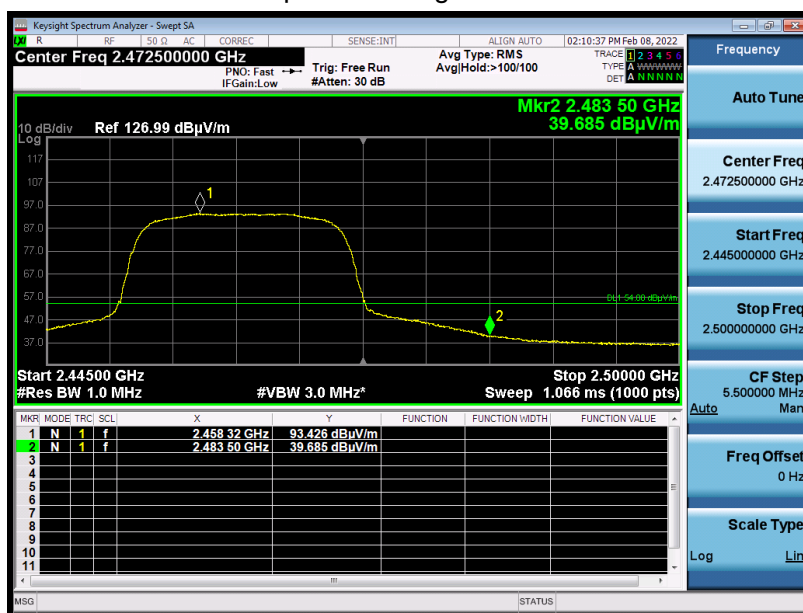 Keysight Spectrum Analyzer - Swept SA
LXI R RF 50 Ω AC CORREC SENSE:INT ALIGN AUTO 02:10:37 PM Feb 08, 2022
Center Freq 2.472500000 GHz
PNO: Fast
IFGain:Low
Trig: Free Run
#Atten: 30 dB
Avg Type: RMS
Avg|Hold:>100/100
TRACE 1 2 3 4 5 6
TYPE A WWWWW
DET A N N N N N
Mkr2 2.483 50 GHz
39.685 dBµV/m
10 dB/div Ref 126.99 dBµV/m
Log
117
107
97.0
87.0
77.0
67.0
57.0
47.0
37.0
1
2
DL1 54.00 dBµV/m
Start 2.44500 GHz Stop 2.50000 GHz
#Res BW 1.0 MHz #VBW 3.0 MHz* Sweep 1.066 ms (1000 pts)
MKR MODE TRC SCL X Y FUNCTION FUNCTION WIDTH FUNCTION VALUE
1 N 1 f 2.458 32 GHz 93.426 dBµV/m
2 N 1 f 2.483 50 GHz 39.685 dBµV/m
3
4
5
6
7
8
9
10
11
MSG STATUS
Frequency
Auto Tune
Center Freq
2.472500000 GHz
Start Freq
2.445000000 GHz
Stop Freq
2.500000000 GHz
CF Step
5.500000 MHz
Auto Man
Freq Offset
0 Hz
Scale Type
Log Lin